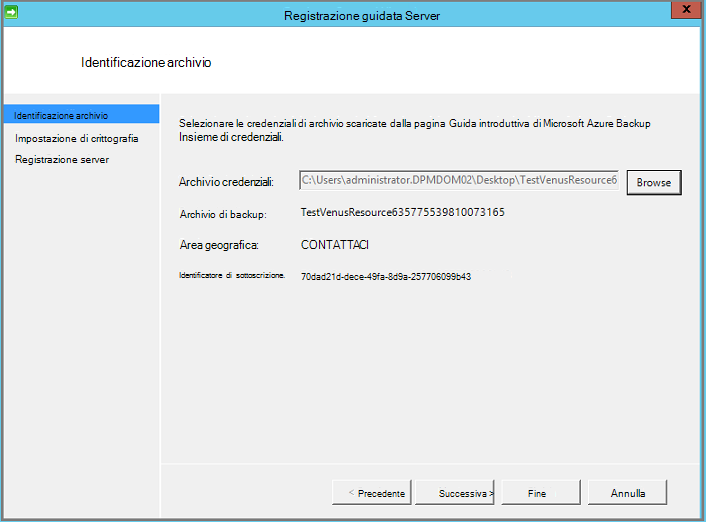 Registrazione guidata Server
X
Identificazione archivio
Identificazione archivio
Impostazione di crittografia
Registrazione server
Selezionare le credenziali di archivio scaricate dalla pagina Guida introduttiva di Microsoft Azure Backup
Insieme di credenziali.
Archivio credenziali: C:\Users\administrator.DPMDOM02\Desktop\TestVenusResource6 Browse
Archivio di backup: TestVenusResource635775539810073165
Area geografica: CONTATTACI
Identificatore di sottoscrizione. 70dad21d-dece-49fa-8d9a-257706099b43
< Precedente Successiva > Fine Annulla